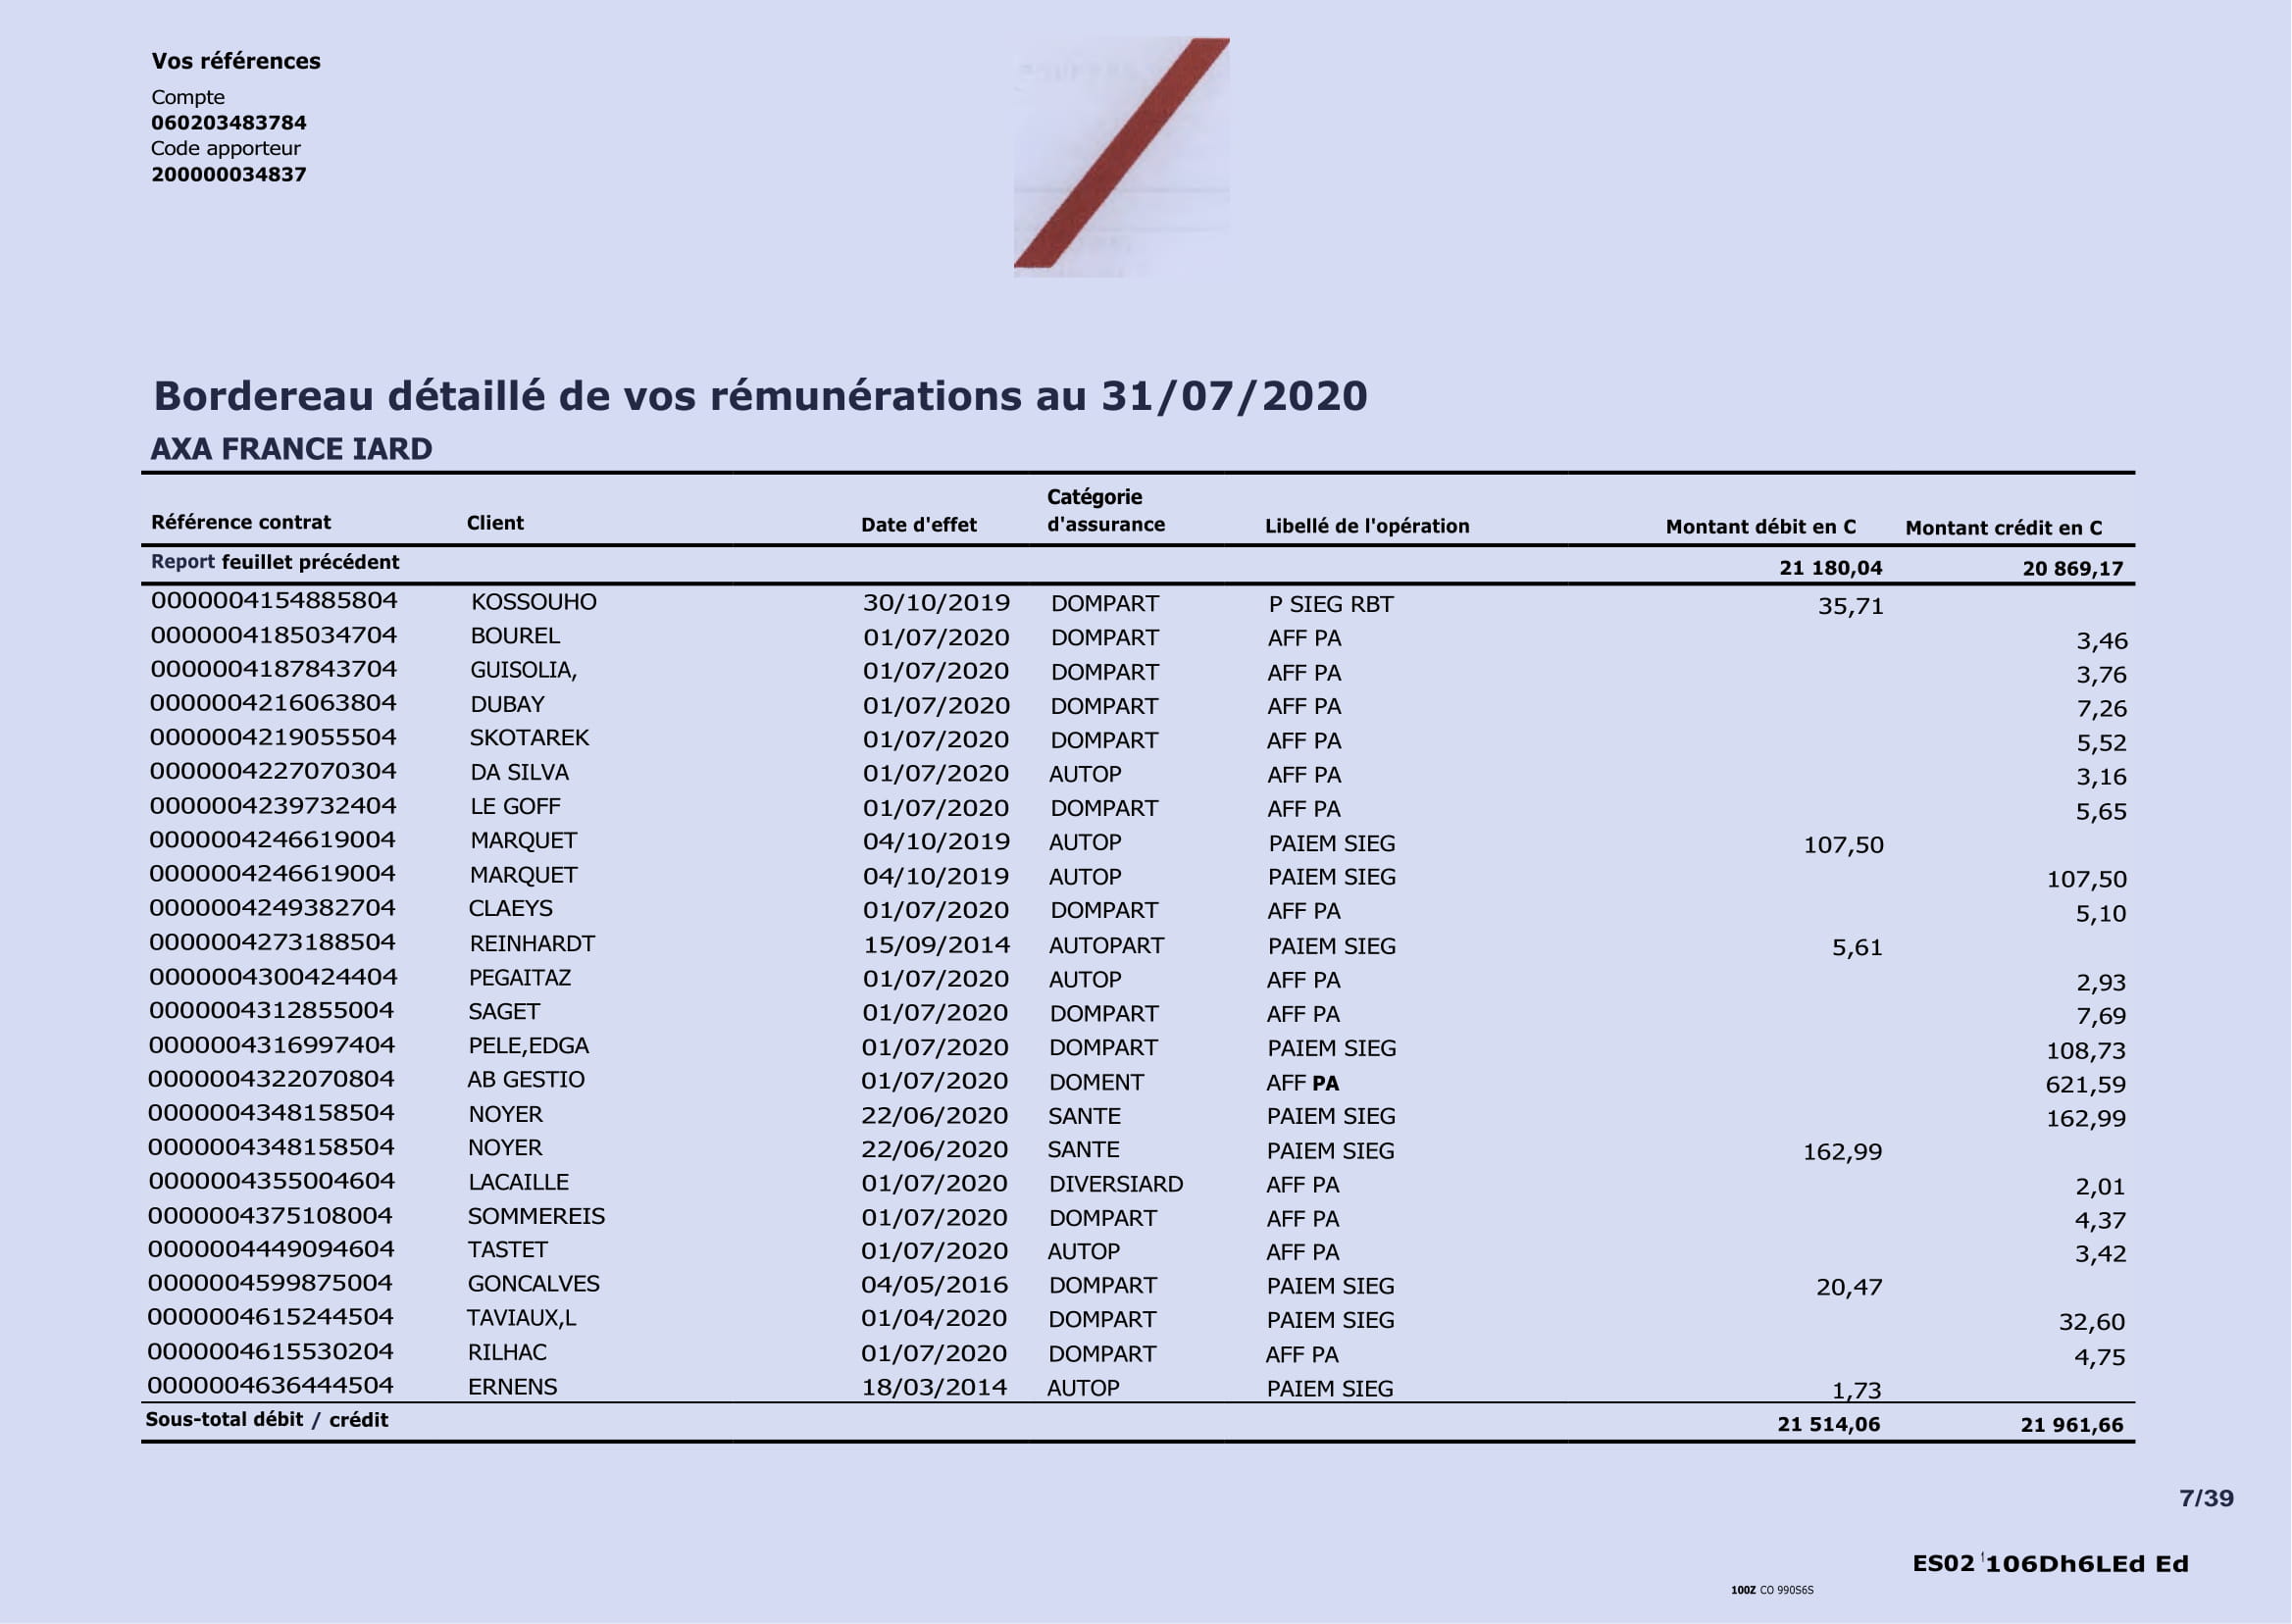 Vos références
Compte
060203483784
Code apporteur
200000034837
Bordereau détaillé de vos rémunérations au 31/07/2020
AXA FRANCE IARD
Référence contrat Client Date d'effet Catégorie d'assurance Libellé de l'opération Montant débit en C Montant crédit en C
Report feuillet précédent 21 180,04 20 869,17
0000004154885804 KOSSOUHO 30/10/2019 DOMPART P SIEG RBT 35,71
0000004185034704 BOUREL 01/07/2020 DOMPART AFF PA 3,46
0000004187843704 GUISOLIA, 01/07/2020 DOMPART AFF PA 3,76
0000004216063804 DUBAY 01/07/2020 DOMPART AFF PA 7,26
0000004219055504 SKOTAREK 01/07/2020 DOMPART AFF PA 5,52
0000004227070304 DA SILVA 01/07/2020 AUTOP AFF PA 3,16
0000004239732404 LE GOFF 01/07/2020 DOMPART AFF PA 5,65
0000004246619004 MARQUET 04/10/2019 AUTOP PAIEM SIEG 107,50
0000004246619004 MARQUET 04/10/2019 AUTOP PAIEM SIEG 107,50
0000004249382704 CLAEYS 01/07/2020 DOMPART AFF PA 5,10
0000004273188504 REINHARDT 15/09/2014 AUTOPART PAIEM SIEG 5,61
0000004300424404 PEGAITAZ 01/07/2020 AUTOP AFF PA 2,93
0000004312855004 SAGET 01/07/2020 DOMPART AFF PA 7,69
0000004316997404 PELE,EDGA 01/07/2020 DOMPART PAIEM SIEG 108,73
0000004322070804 AB GESTIO 01/07/2020 DOMENT AFF PA 621,59
0000004348158504 NOYER 22/06/2020 SANTE PAIEM SIEG 162,99
0000004348158504 NOYER 22/06/2020 SANTE PAIEM SIEG 162,99
0000004355004604 LACAILLE 01/07/2020 DIVERSIARD AFF PA 2,01
0000004375108004 SOMMEREIS 01/07/2020 DOMPART AFF PA 4,37
0000004449094604 TASTET 01/07/2020 AUTOP AFF PA 3,42
0000004599875004 GONCALVES 04/05/2016 DOMPART PAIEM SIEG 20,47
0000004615244504 TAVIAUX,L 01/04/2020 DOMPART PAIEM SIEG 32,60
0000004615530204 RILHAC 01/07/2020 DOMPART AFF PA 4,75
0000004636444504 ERNENS 18/03/2014 AUTOP PAIEM SIEG 1,73
Sous-total débit / crédit 21 514,06 21 961,66
7/39
ES02 106Dh6LEd Ed
100Z CO 990S6S